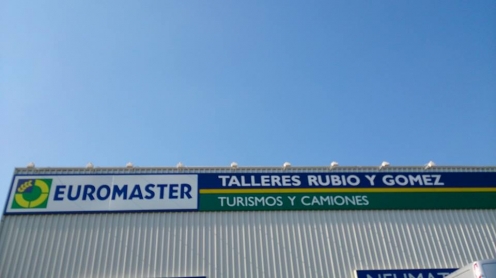 EUROMASTER
TALLERES RUBIO Y GOMEZ
TURISMOS Y CAMIONES